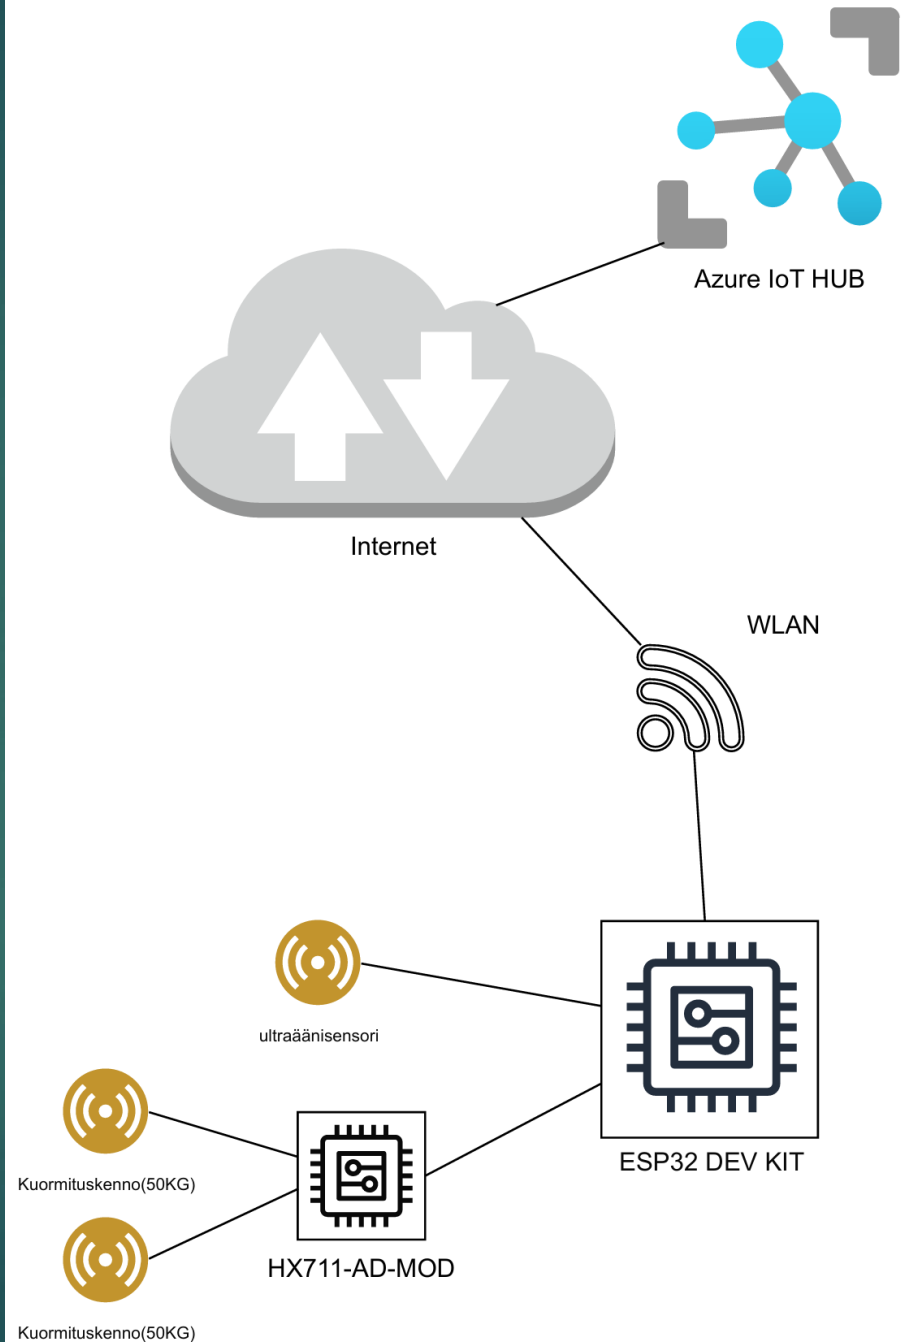 Azure IoT HUB
Internet
WLAN
ultraäänisensori
ESP32 DEV KIT
Kuormituskenno(50KG)
HX711-AD-MOD
Kuormituskenno(50KG)